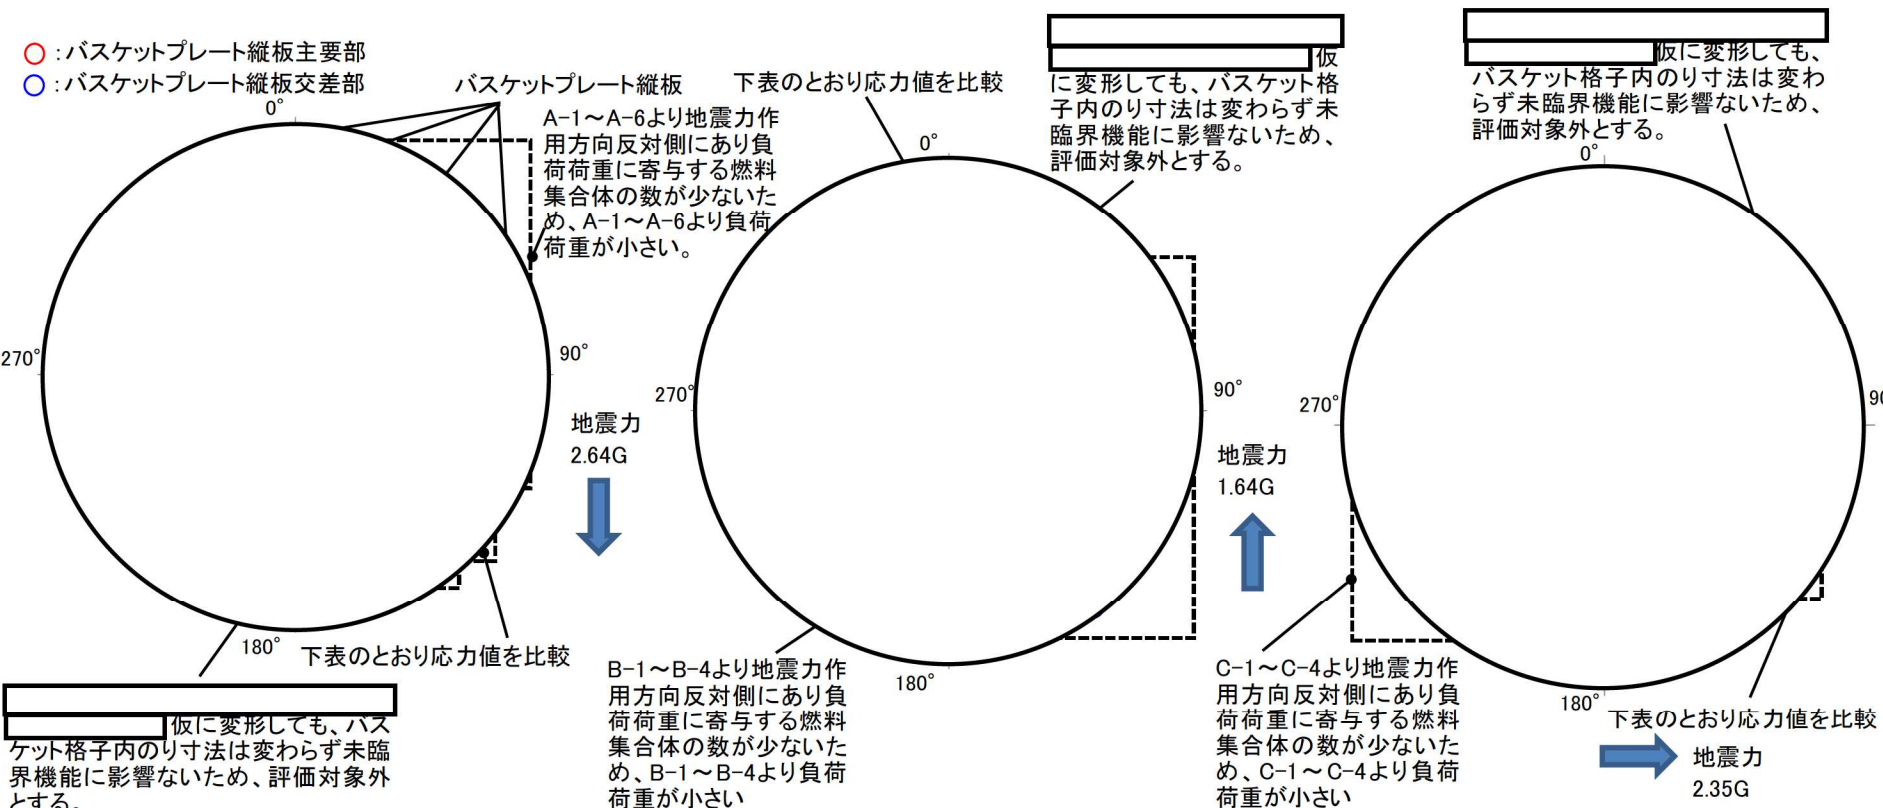 ：バスケットプレート縦板主要部
：バスケットプレート縦板交差部
0°
バスケットプレート縦板
A-1～A-6より地震力作
用方向反対側にあり負
荷荷重に寄与する燃料
集合体の数が少ないた
め、A-1～A-6より負荷
荷重が小さい。
270°
90°
地震力
2.64G
180°
下表のとおり応力値を比較
仮に変形しても、バス
ケット格子内のり寸法は変わらず未臨
界機能に影響ないため、評価対象外
とする。
下表のとおり応力値を比較
0°
仮
に変形しても、バスケット格
子内のり寸法は変わらず未
臨界機能に影響ないため、
評価対象外とする。
270°
90°
地震力
1.64G
180°
B-1～B-4より地震力作
用方向反対側にあり負
荷荷重に寄与する燃料
集合体の数が少ないた
め、B-1～B-4より負荷
荷重が小さい
仮に変形しても、
バスケット格子内のり寸法は変わ
らず未臨界機能に影響ないため、
評価対象外とする。
0°
270°
90
C-1～C-4より地震力作
用方向反対側にあり負
荷荷重に寄与する燃料
集合体の数が少ないた
め、C-1～C-4より負荷
荷重が小さい
180°
下表のとおり応力値を比較
地震力
2.35G